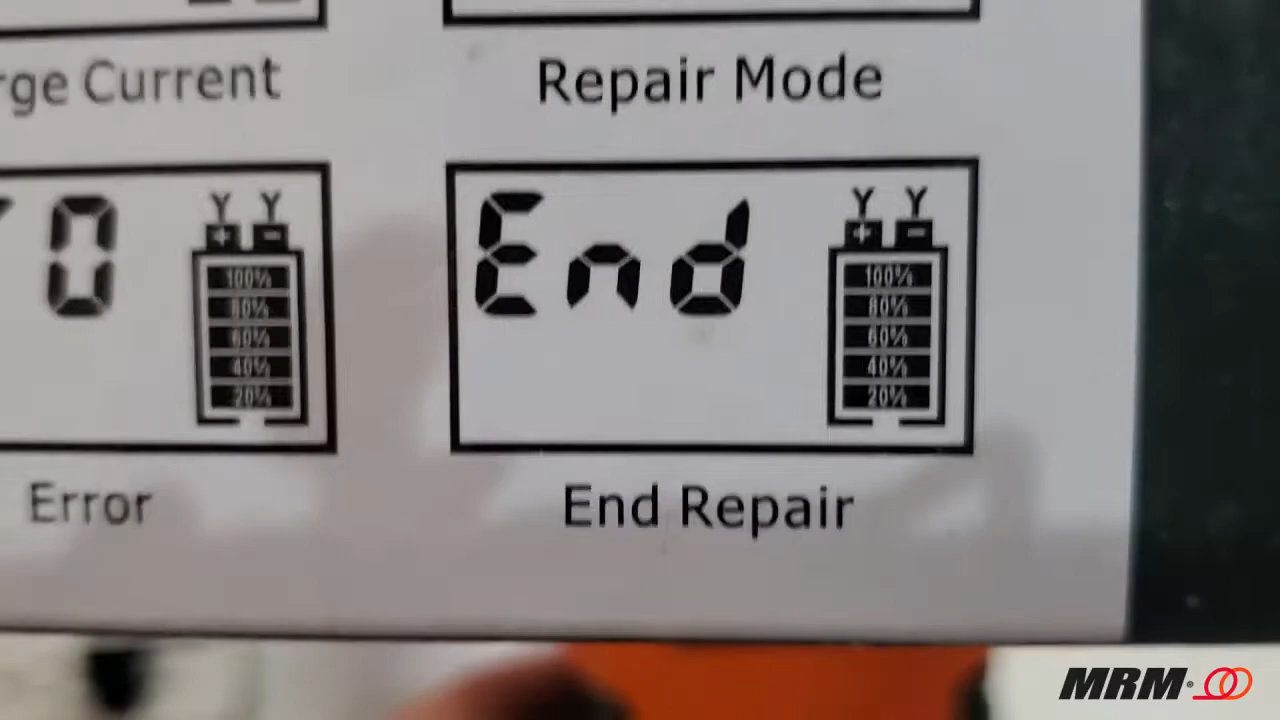 rge Current
Repair Mode
0
100%
80%
60%
40%
20%
Error
End
100%
80%
60%
40%
20%
End Repair
MRM®